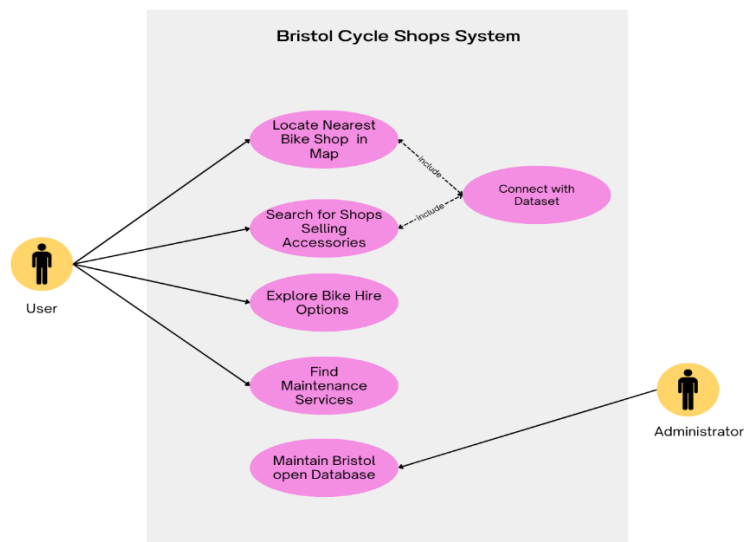 Bristol Cycle Shops System
Locate Nearest
Bike Shop in
Map
include
Connect with
Dataset
include
Search for Shops
Selling
Accessories
User
Explore Bike Hire
Options
Find
Maintenance
Services
Administrator
Maintain Bristol
open Database